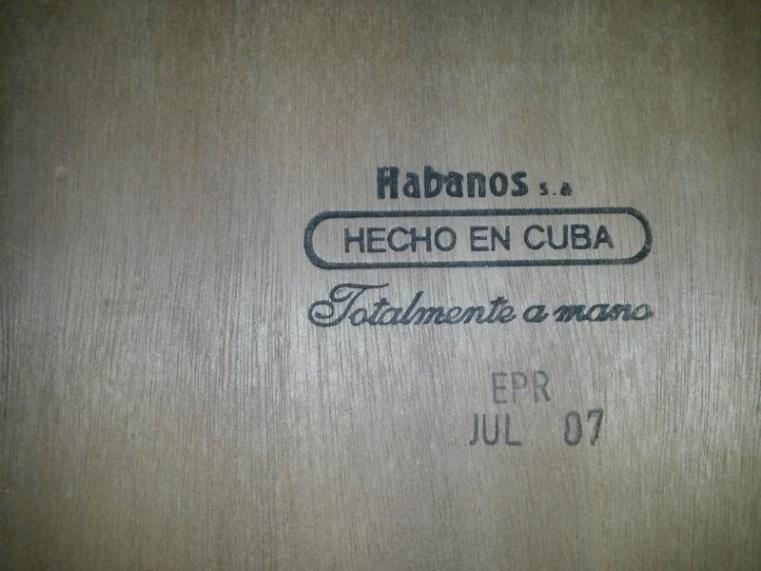 Habanos s.a
HECHO EN CUBA
Totalmente a mano
EPR
JUL 07